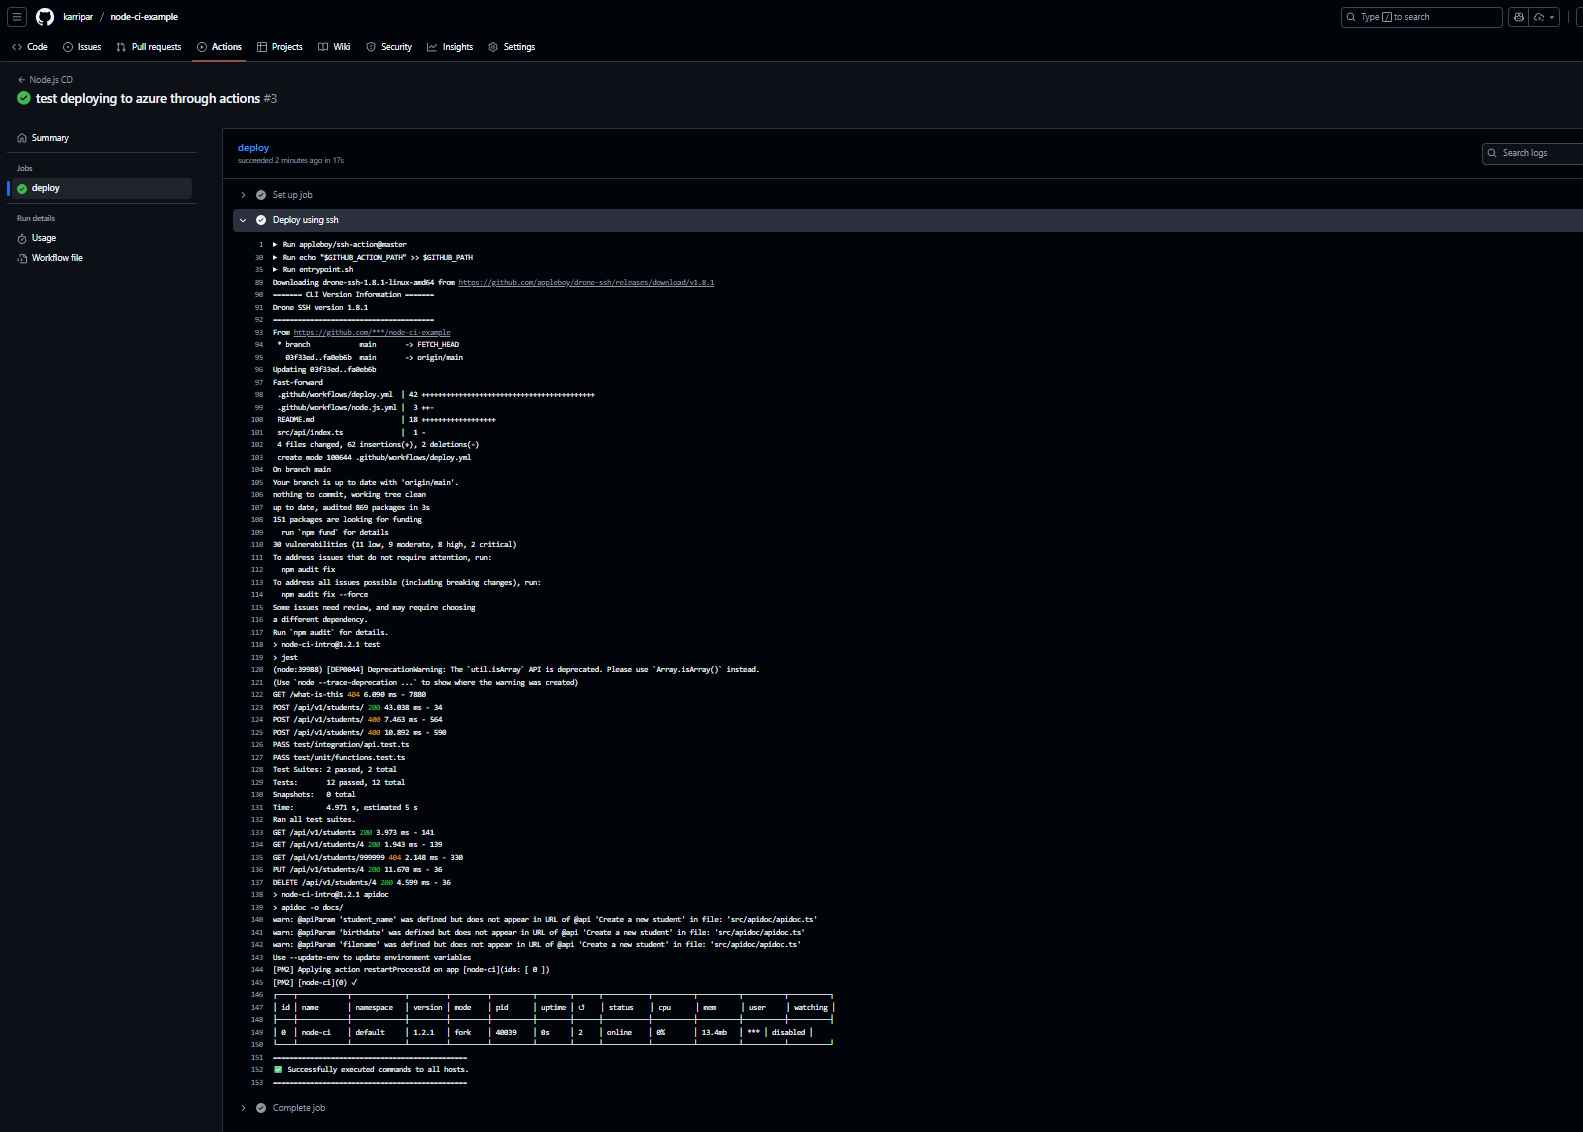 karripar / node-ci-example
Type / to search
Code Issues Pull requests Actions Projects Wiki Security Insights Settings
← Node.js CD
test deploying to azure through actions #3
Summary
Jobs
deploy
Run details
Usage
Workflow file
deploy
succeeded 2 minutes ago in 17s
Search logs
Set up job
Deploy using ssh
1 ▶ Run appleboy/ssh-action@master
30 ▶ Run echo "$GITHUB_ACTION_PATH" >> $GITHUB_PATH
35 ▶ Run entrypoint.sh
89 Downloading drone-ssh-1.8.1-linux-amd64 from https://github.com/appleboy/drone-ssh/releases/download/v1.8.1
90 ======= CLI Version Information =======
91 Drone SSH version 1.8.1
92 =======================================
93 From https://github.com/***/node-ci-example
94 * branch main -> FETCH_HEAD
95 03f33ed..fa0eb6b main -> origin/main
96 Updating 03f33ed..fa0eb6b
97 Fast-forward
98 .github/workflows/deploy.yml | 42 ++++++++++++++++++++++++++++++++++++++++++
99 .github/workflows/node.js.yml | 3 ++-
100 README.md | 18 ++++++++++++++++++
101 src/api/index.ts | 1 -
102 4 files changed, 62 insertions(+), 2 deletions(-)
103 create mode 100644 .github/workflows/deploy.yml
104 On branch main
105 Your branch is up to date with 'origin/main'.
106 nothing to commit, working tree clean
107 up to date, audited 869 packages in 3s
108 151 packages are looking for funding
109 run `npm fund` for details
110 30 vulnerabilities (11 low, 9 moderate, 8 high, 2 critical)
111 To address issues that do not require attention, run:
112 npm audit fix
113 To address all issues possible (including breaking changes), run:
114 npm audit fix --force
115 Some issues need review, and may require choosing
116 a different dependency.
117 Run `npm audit` for details.
118 > node-ci-intro@1.2.1 test
119 > jest
120 (node:39988) [DEP0044] DeprecationWarning: The `util.isArray` API is deprecated. Please use `Array.isArray()` instead.
121 (Use `node --trace-deprecation ...` to show where the warning was created)
122 GET /what-is-this 404 6.090 ms - 7880
123 POST /api/v1/students/ 200 43.038 ms - 34
124 POST /api/v1/students/ 400 7.463 ms - 564
125 POST /api/v1/students/ 400 10.892 ms - 590
126 PASS test/integration/api.test.ts
127 PASS test/unit/functions.test.ts
128 Test Suites: 2 passed, 2 total
129 Tests: 12 passed, 12 total
130 Snapshots: 0 total
131 Time: 4.971 s, estimated 5 s
132 Ran all test suites.
133 GET /api/v1/students 200 3.973 ms - 141
134 GET /api/v1/students/4 200 1.943 ms - 139
135 GET /api/v1/students/999999 404 2.148 ms - 330
136 PUT /api/v1/students/4 200 11.670 ms - 36
137 DELETE /api/v1/students/4 200 4.599 ms - 36
138 > node-ci-intro@1.2.1 apidoc
139 > apidoc -o docs/
140 warn: @apiParam 'student_name' was defined but does not appear in URL of @api 'Create a new student' in file: 'src/apidoc/apidoc.ts'
141 warn: @apiParam 'birthdate' was defined but does not appear in URL of @api 'Create a new student' in file: 'src/apidoc/apidoc.ts'
142 warn: @apiParam 'filename' was defined but does not appear in URL of @api 'Create a new student' in file: 'src/apidoc/apidoc.ts'
143 Use --update-env to update environment variables
144 [PM2] Applying action restartProcessId on app [node-ci](ids: [ 0 ])
145 [PM2] [node-ci](0) ✓
146
147 │ id │ name │ namespace │ version │ mode │ pid │ uptime │ ↺ │ status │ cpu │ mem │ user │ watching │
148
149 │ 0 │ node-ci │ default │ 1.2.1 │ fork │ 40039 │ 0s │ 2 │ online │ 0% │ 13.4mb │ *** │ disabled │
150
151 ===============================================
152 ✅ Successfully executed commands to all hosts.
153 ===============================================
Complete job